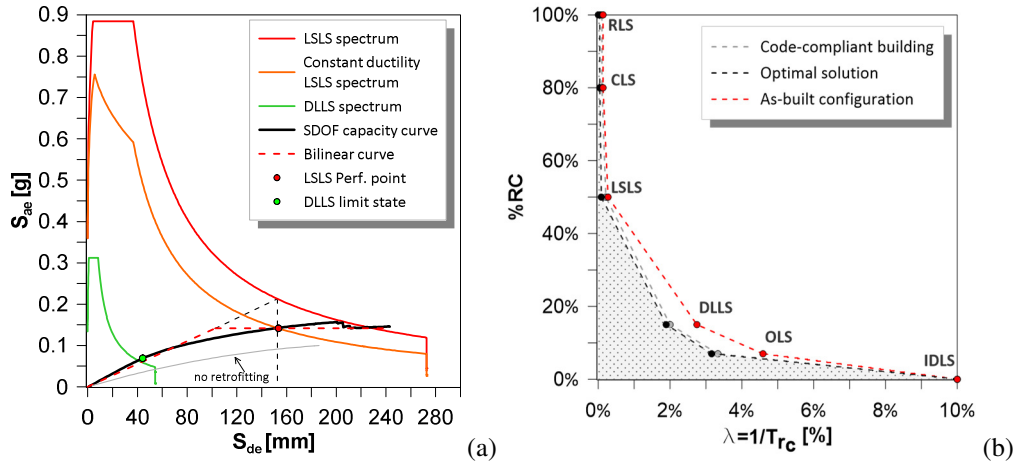 0.9
0.8
0.7
0.6
0.5
0.4
0.3
0.2
0.1
0
Sae [g]
LSLS spectrum
Constant ductility
LSLS spectrum
DLLS spectrum
SDOF capacity curve
Bilinear curve
LSLS Perf. point
DLLS limit state
no retrofitting
0 40 80 120 160 200 240 280
Sde [mm]
(a)
100%
80%
60%
40%
20%
0%
%RC
Code-compliant building
Optimal solution
As-built configuration
RLS
CLS
LSLS
DLLS
OLS
IDLS
0% 2% 4% 6% 8% 10%
λ=1/Trc [%]
(b)